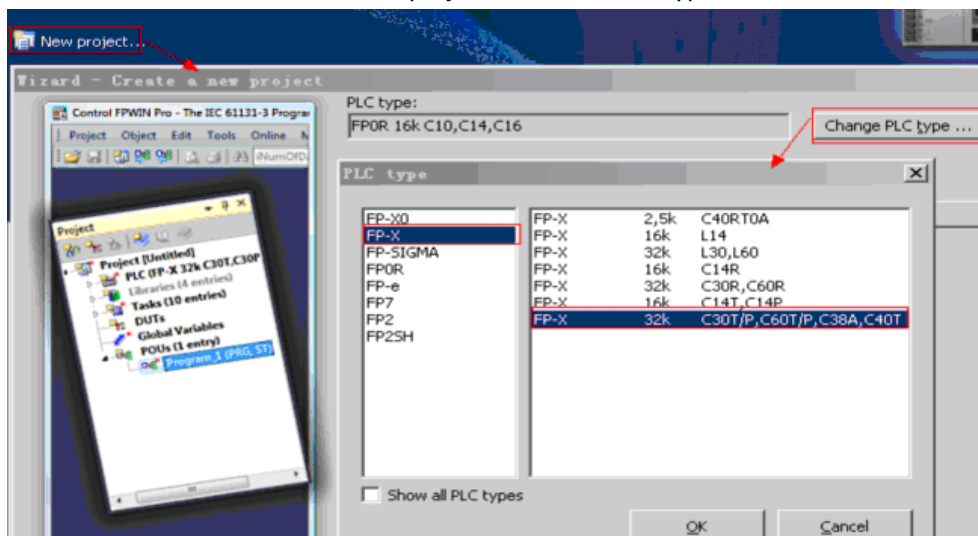 New project...
Wizard - Create a new project
Control FPWIN Pro - The IEC 61131-3 Program
Project Object Edit Tools Online
iNumOfD
Project
Project [Untitled]
PLC (FP-X 32k C30T,C30P
Libraries (4 entries)
Tasks (10 entries)
DUTs
Global Variables
POUs (1 entry)
Program_1 (PRG, ST)
PLC type:
FP0R 16k C10,C14,C16
Change PLC type ...
PLC type
FP-X0
FP-X
FP-SIGMA
FP0R
FP-e
FP7
FP2
FP2SH
FP-X 2,5k C40RT0A
FP-X 16k L14
FP-X 32k L30,L60
FP-X 16k C14R
FP-X 32k C30R,C60R
FP-X 16k C14T,C14P
FP-X 32k C30T/P,C60T/P,C38A,C40T
Show all PLC types
OK Cancel